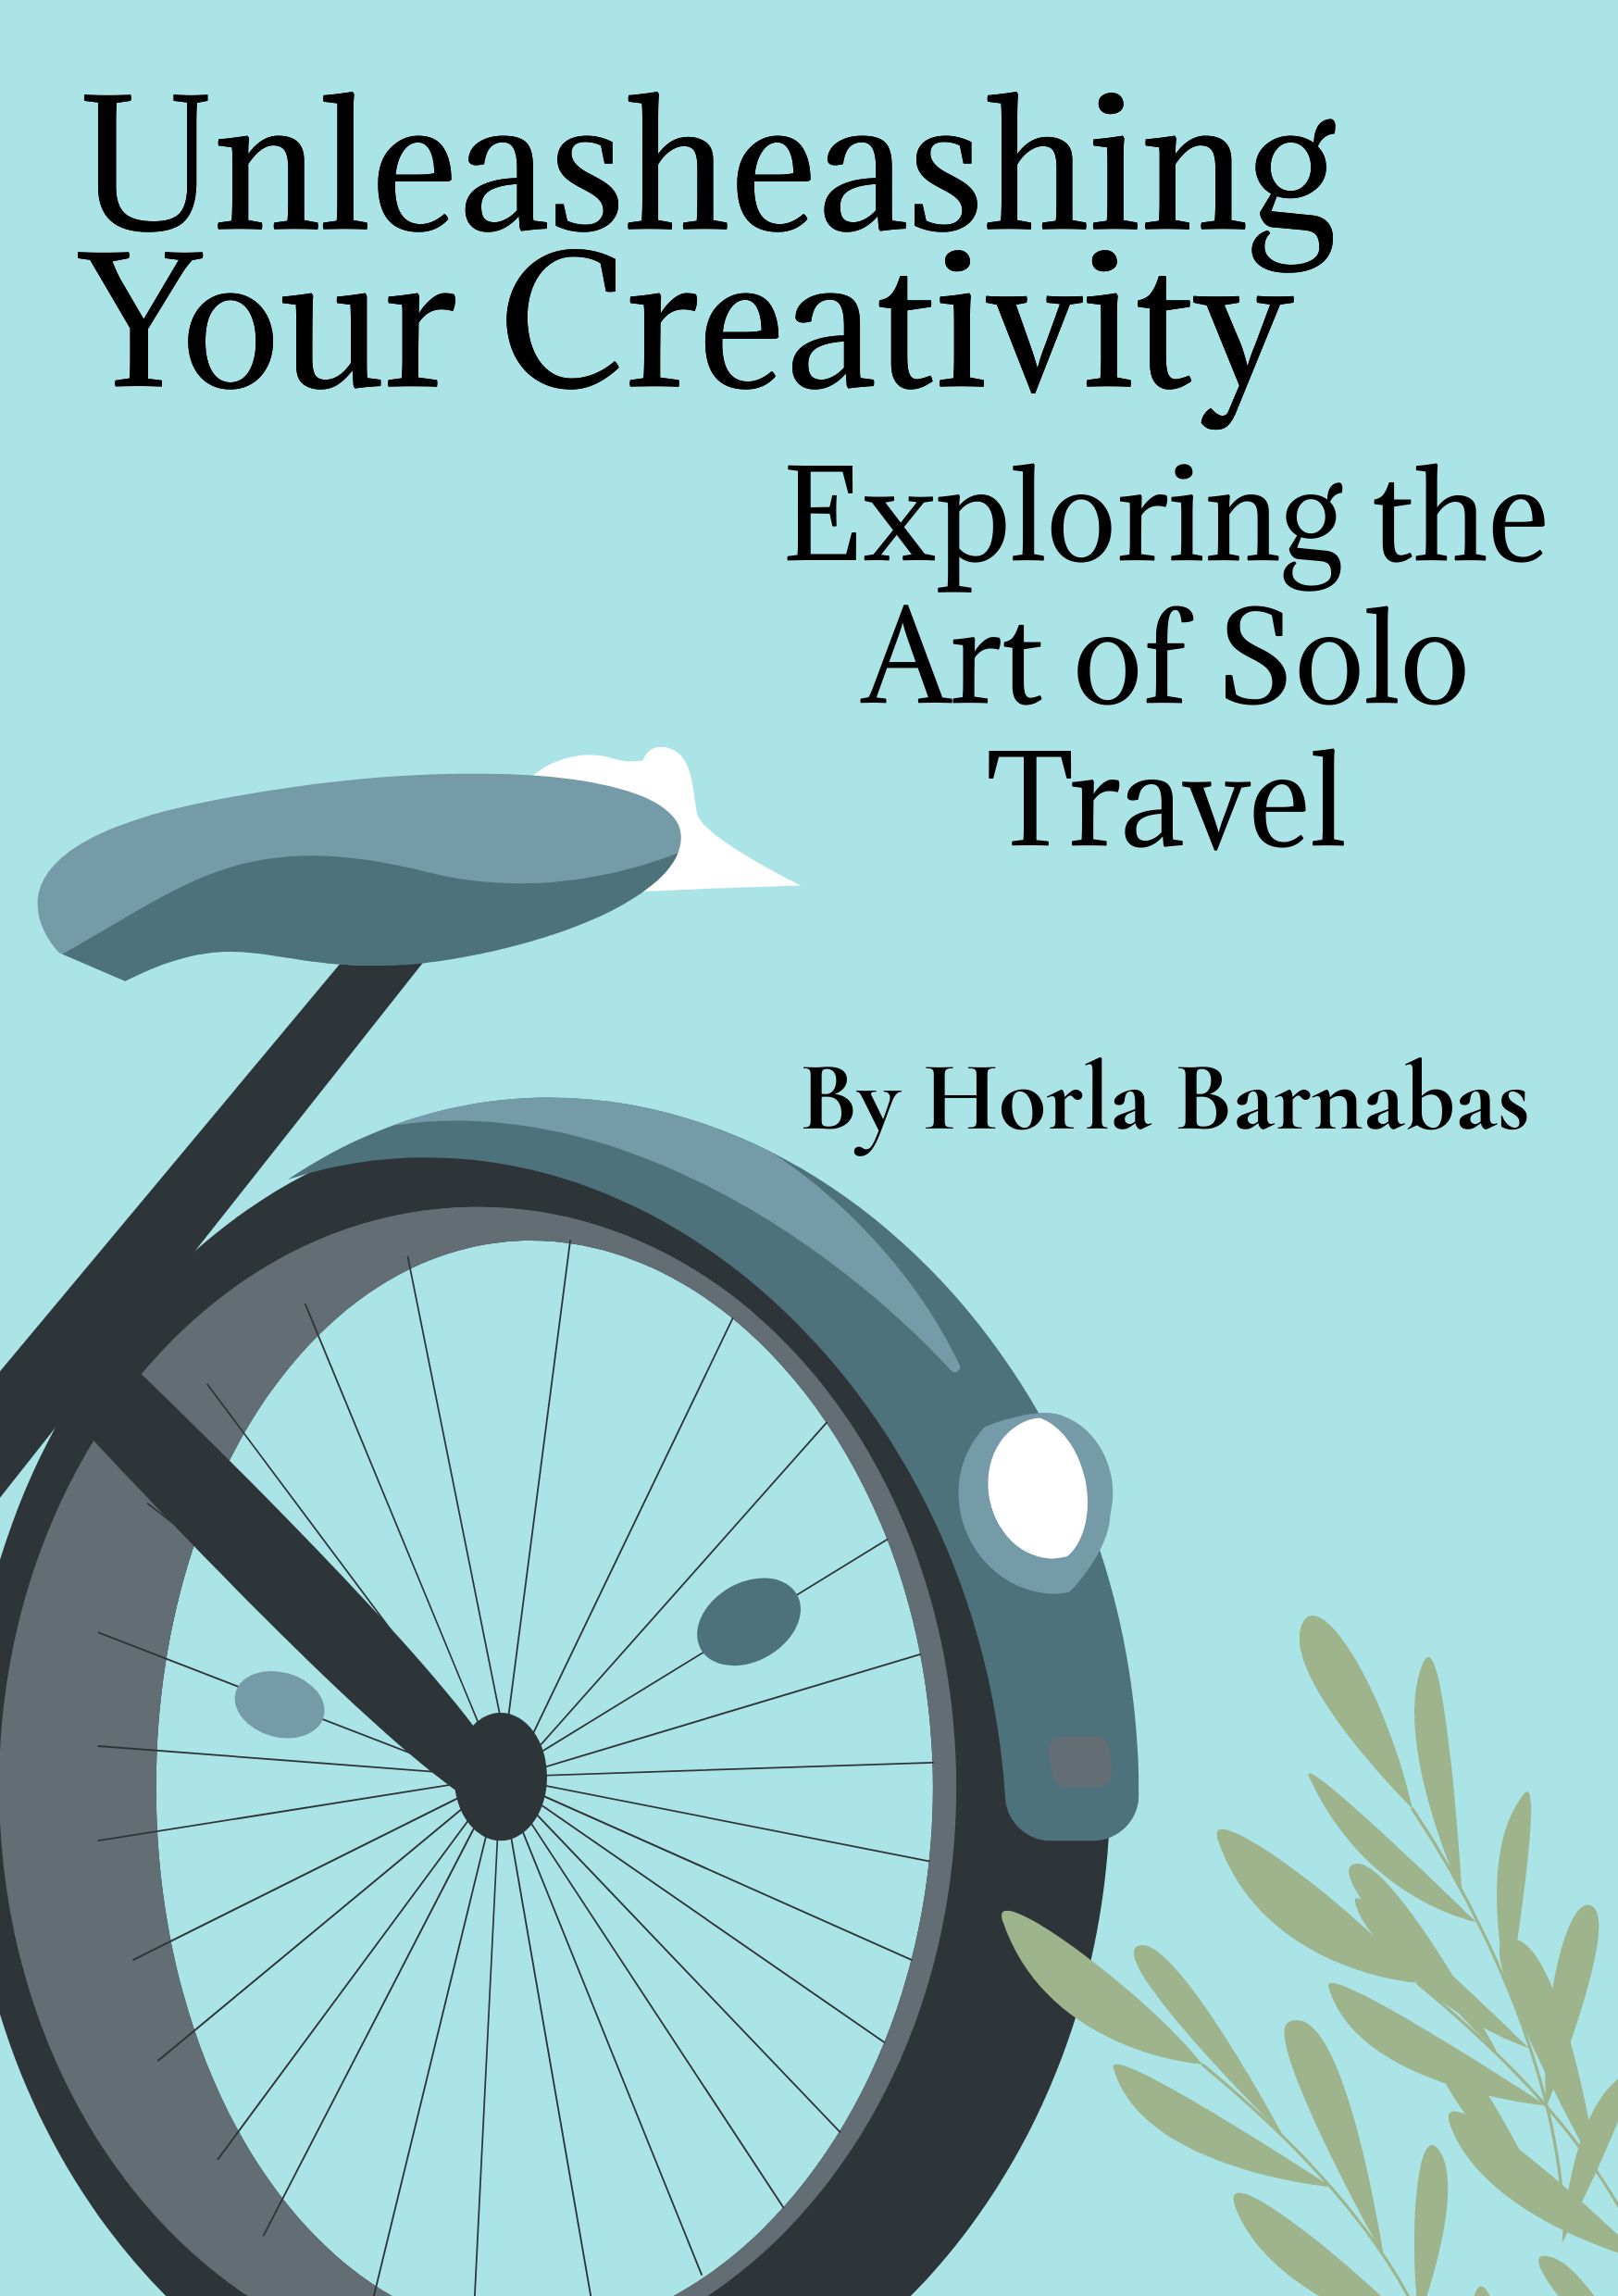 Unleasheashing
Your Creativity
Exploring the
Art of Solo
Travel
By Horla Barnabas